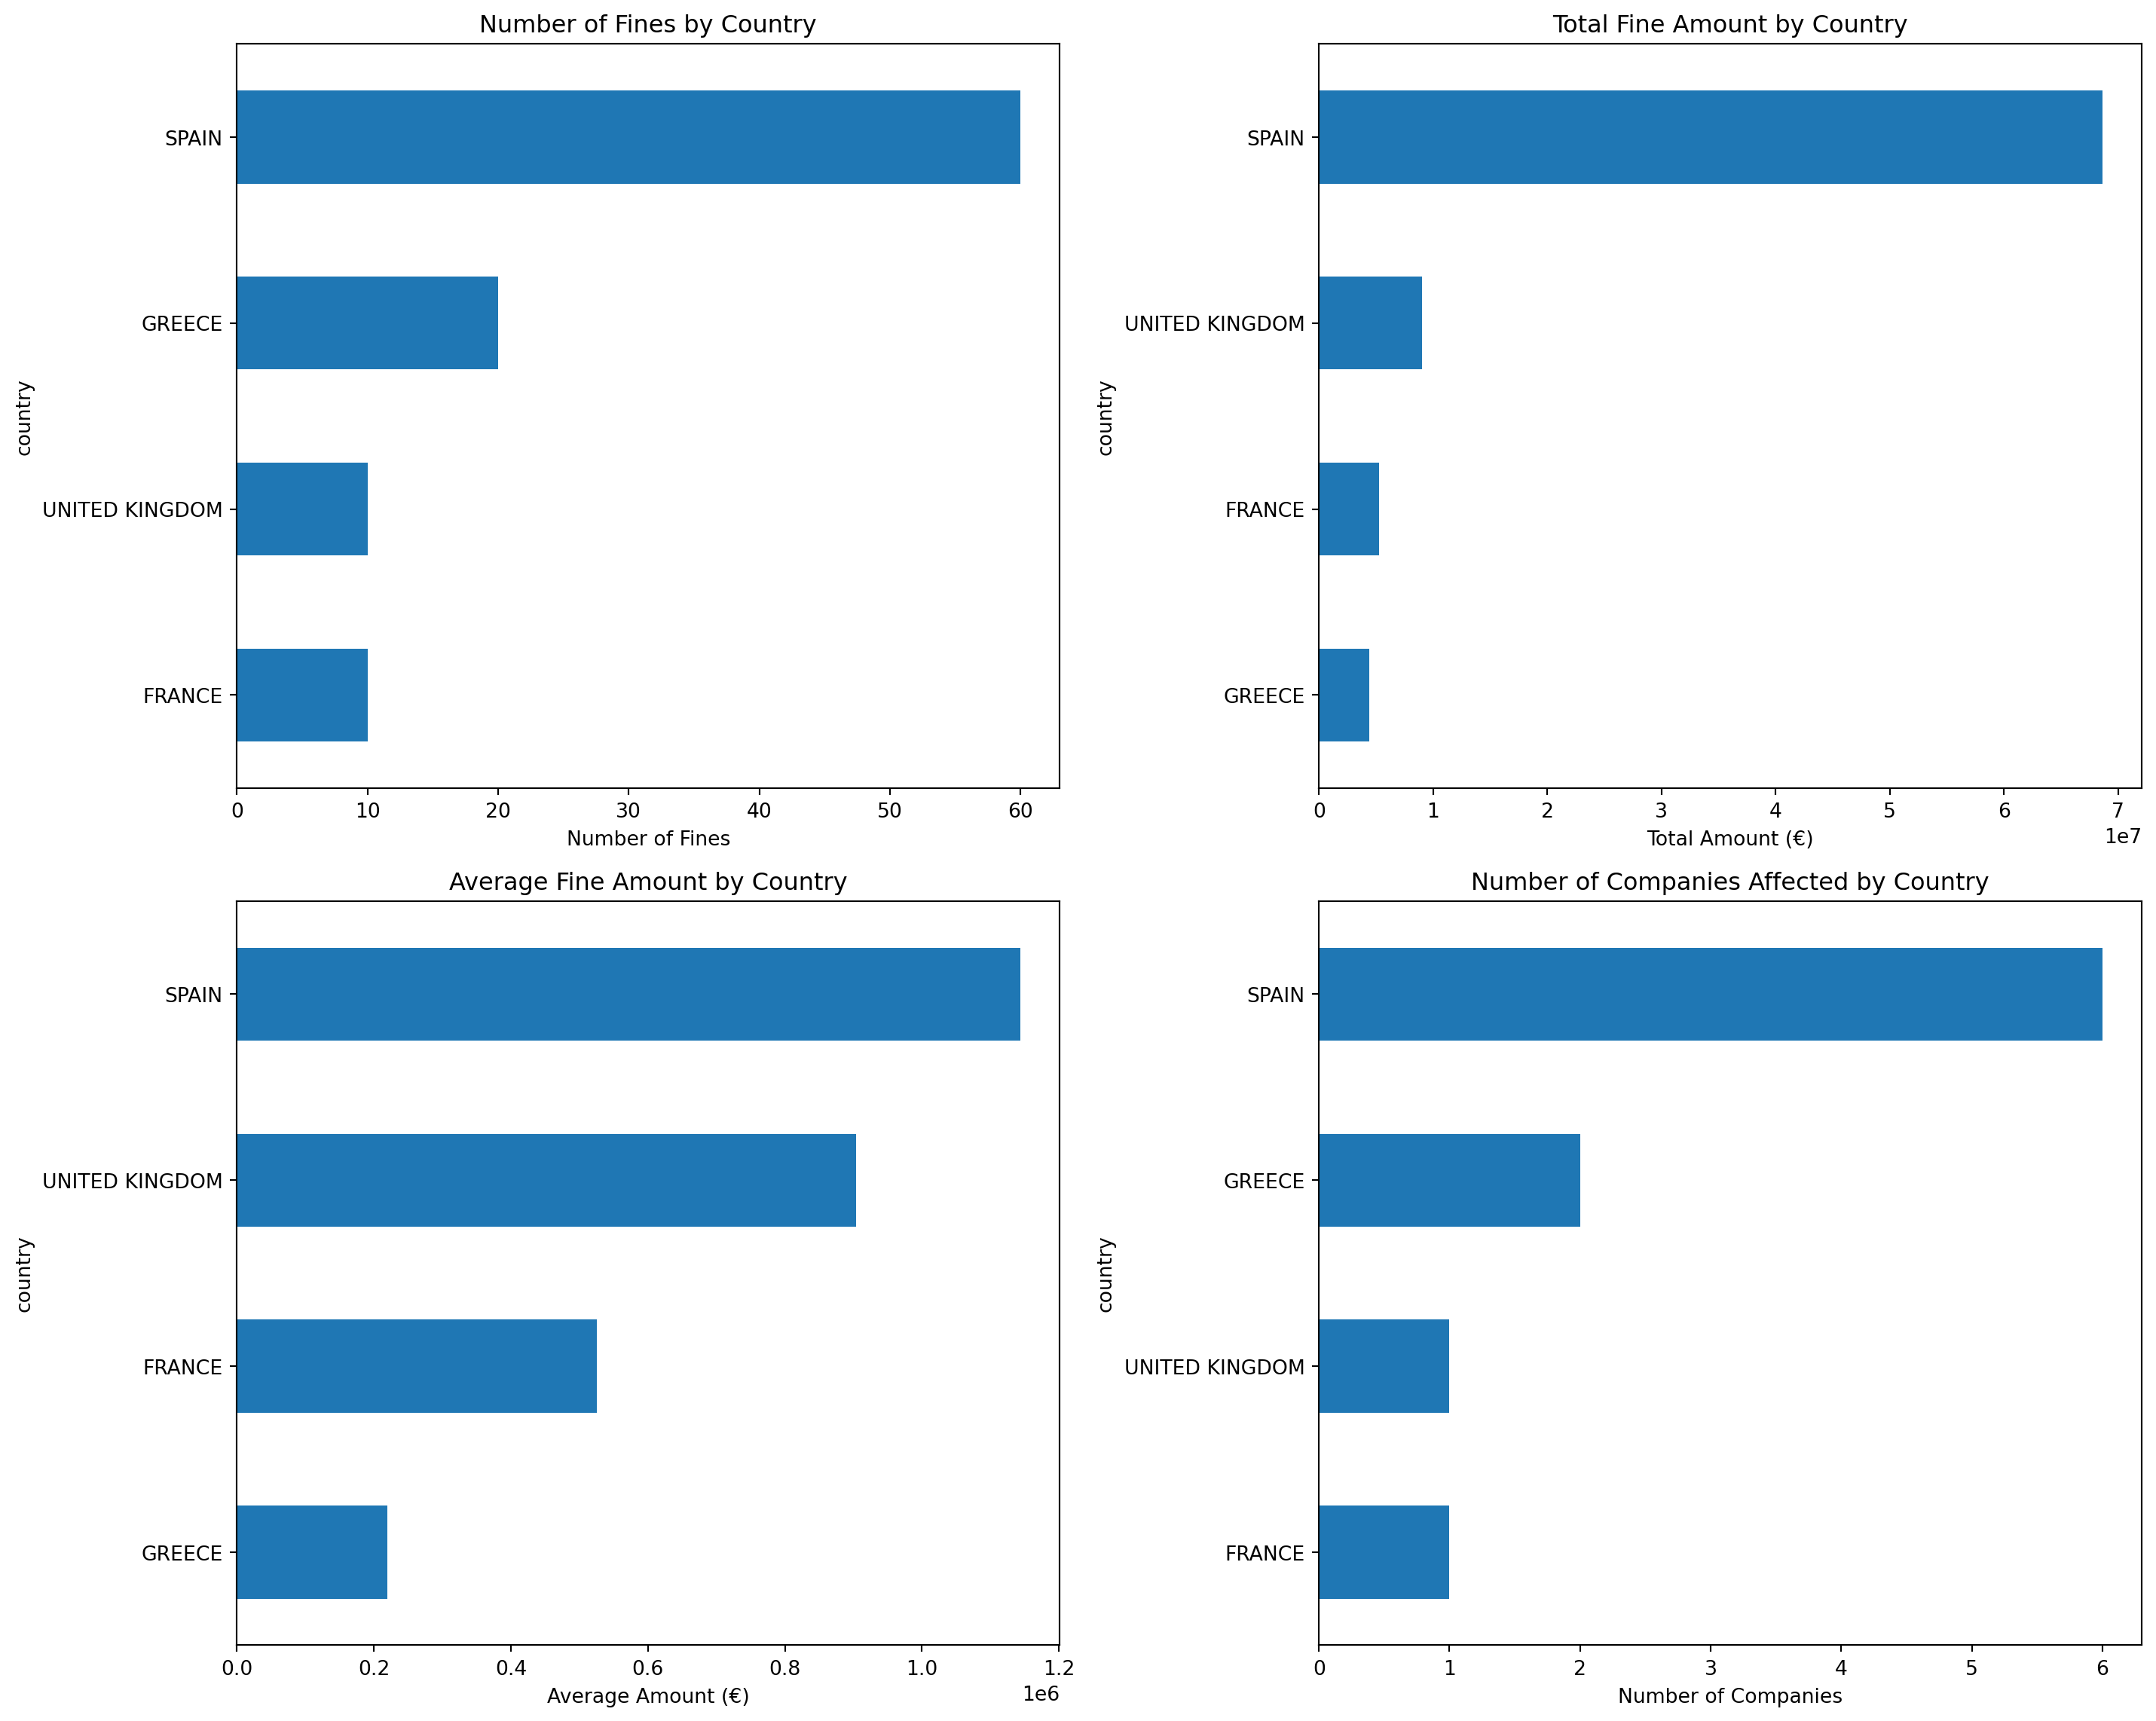 Number of Fines by Country
SPAIN
GREECE
UNITED KINGDOM
FRANCE
country
0 10 20 30 40 50 60
Number of Fines
Total Fine Amount by Country
SPAIN
UNITED KINGDOM
FRANCE
GREECE
country
0 1 2 3 4 5 6 7
1e7
Total Amount (€)
Average Fine Amount by Country
SPAIN
UNITED KINGDOM
FRANCE
GREECE
country
0.0 0.2 0.4 0.6 0.8 1.0 1.2
1e6
Average Amount (€)
Number of Companies Affected by Country
SPAIN
GREECE
UNITED KINGDOM
FRANCE
country
0 1 2 3 4 5 6
Number of Companies